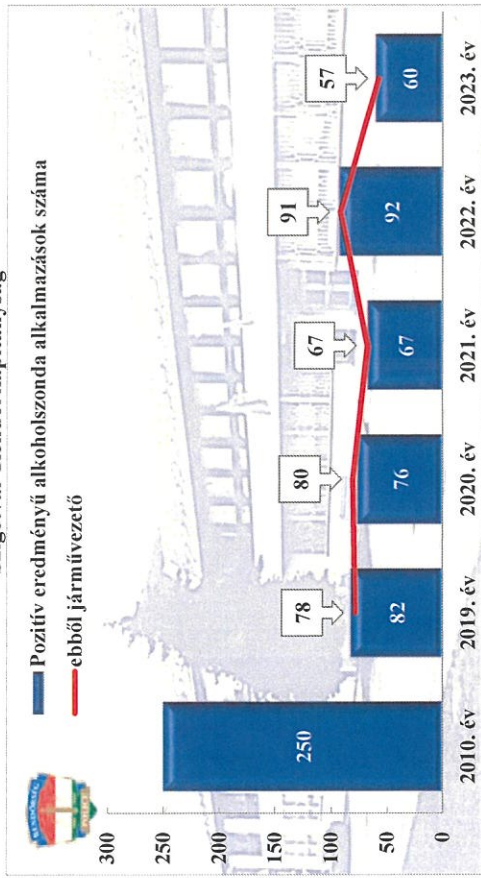 Pozitív eredményű alkoholszonda alkalmazások száma
ebből járművezető
RENDŐRSÉG
300
250
200
150
100
50
0
250
82
76
67
92
60
78
80
67
91
57
2010. év
2019. év
2020. év
2021. év
2022. év
2023. év